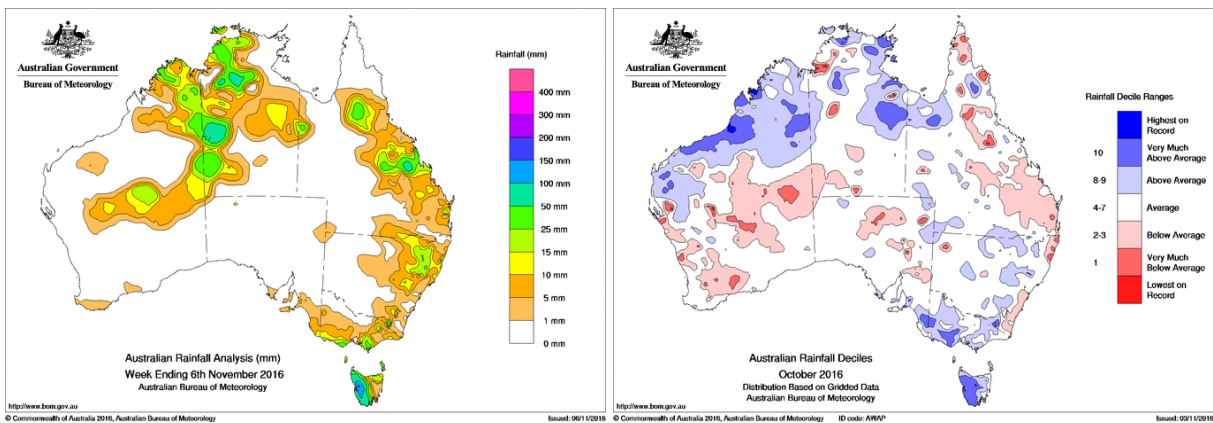 Australian Government
Bureau of Meteorology
Rainfall (mm)
400 mm
300 mm
200 mm
150 mm
100 mm
50 mm
25 mm
15 mm
10 mm
5 mm
1 mm
0 mm
Australian Rainfall Analysis (mm)
Week Ending 6th November 2016
Australian Bureau of Meteorology
http://www.bom.gov.au
© Commonwealth of Australia 2016, Australian Bureau of Meteorology
Issued: 06/11/2016
Australian Government
Bureau of Meteorology
Rainfall Decile Ranges
Highest on
Record
10
Very Much
Above Average
8-9
Above Average
4-7
Average
2-3
Below Average
1
Very Much
Below Average
Lowest on
Record
Australian Rainfall Deciles
October 2016
Distribution Based on Gridded Data
Australian Bureau of Meteorology
http://www.bom.gov.au
© Commonwealth of Australia 2016, Australian Bureau of Meteorology
ID code: AWAP
Issued: 03/11/2016